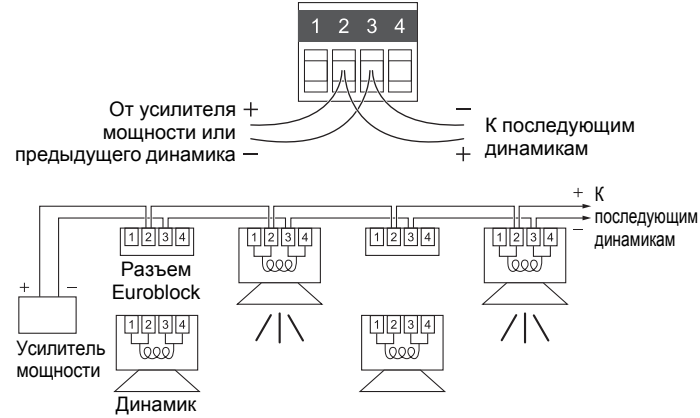 1 2 3 4
От усилителя +
мощности или
предыдущего динамика −
−
К последующим
+ динамикам
+ К
последующим
− динамикам
1 2 3 4
1 2 3 4
1 2 3 4
1 2 3 4
Разъем
Euroblock
+ −
Усилитель
мощности
1 2 3 4
1 2 3 4
Динамик